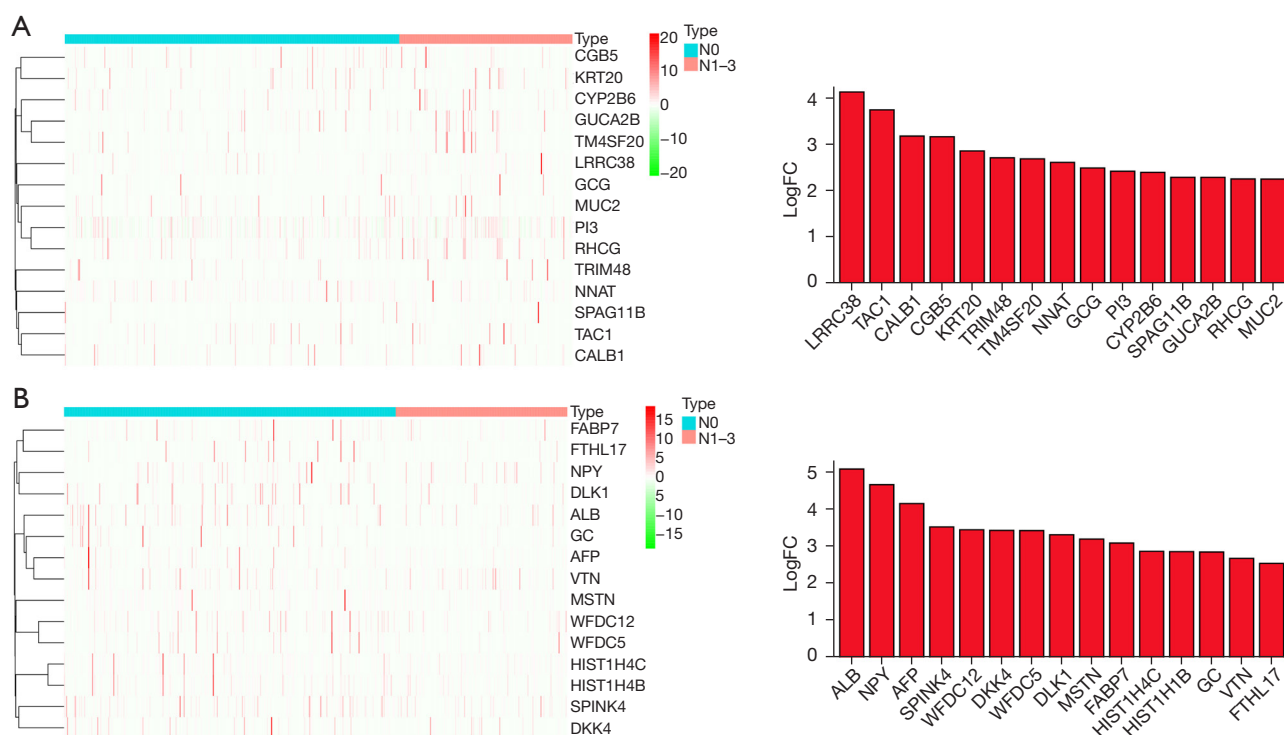 A
Type
CGB5
KRT20
CYP2B6
GUCA2B
TM4SF20
LRRC38
GCG
MUC2
PI3
RHCG
TRIM48
NNAT
SPAG11B
TAC1
CALB1
20
10
0
−10
−20
Type
N0
N1–3
LogFC
4
3
2
1
0
LRRC38
TAC1
CALB1
CGB5
KRT20
TRIM48
TM4SF20
NNAT
GCG
PI3
CYP2B6
SPAG11B
GUCA2B
RHCG
MUC2
B
Type
FABP7
FTHL17
NPY
DLK1
ALB
GC
AFP
VTN
MSTN
WFDC12
WFDC5
HIST1H4C
HIST1H4B
SPINK4
DKK4
15
10
5
0
5
−10
−15
Type
N0
N1–3
LogFC
5
4
3
2
1
0
ALB
NPY
AFP
SPINK4
WFDC12
DKK4
WFDC5
DLK1
MSTN
FABP7
HIST1H4C
HIST1H1B
GC
VTN
FTHL17